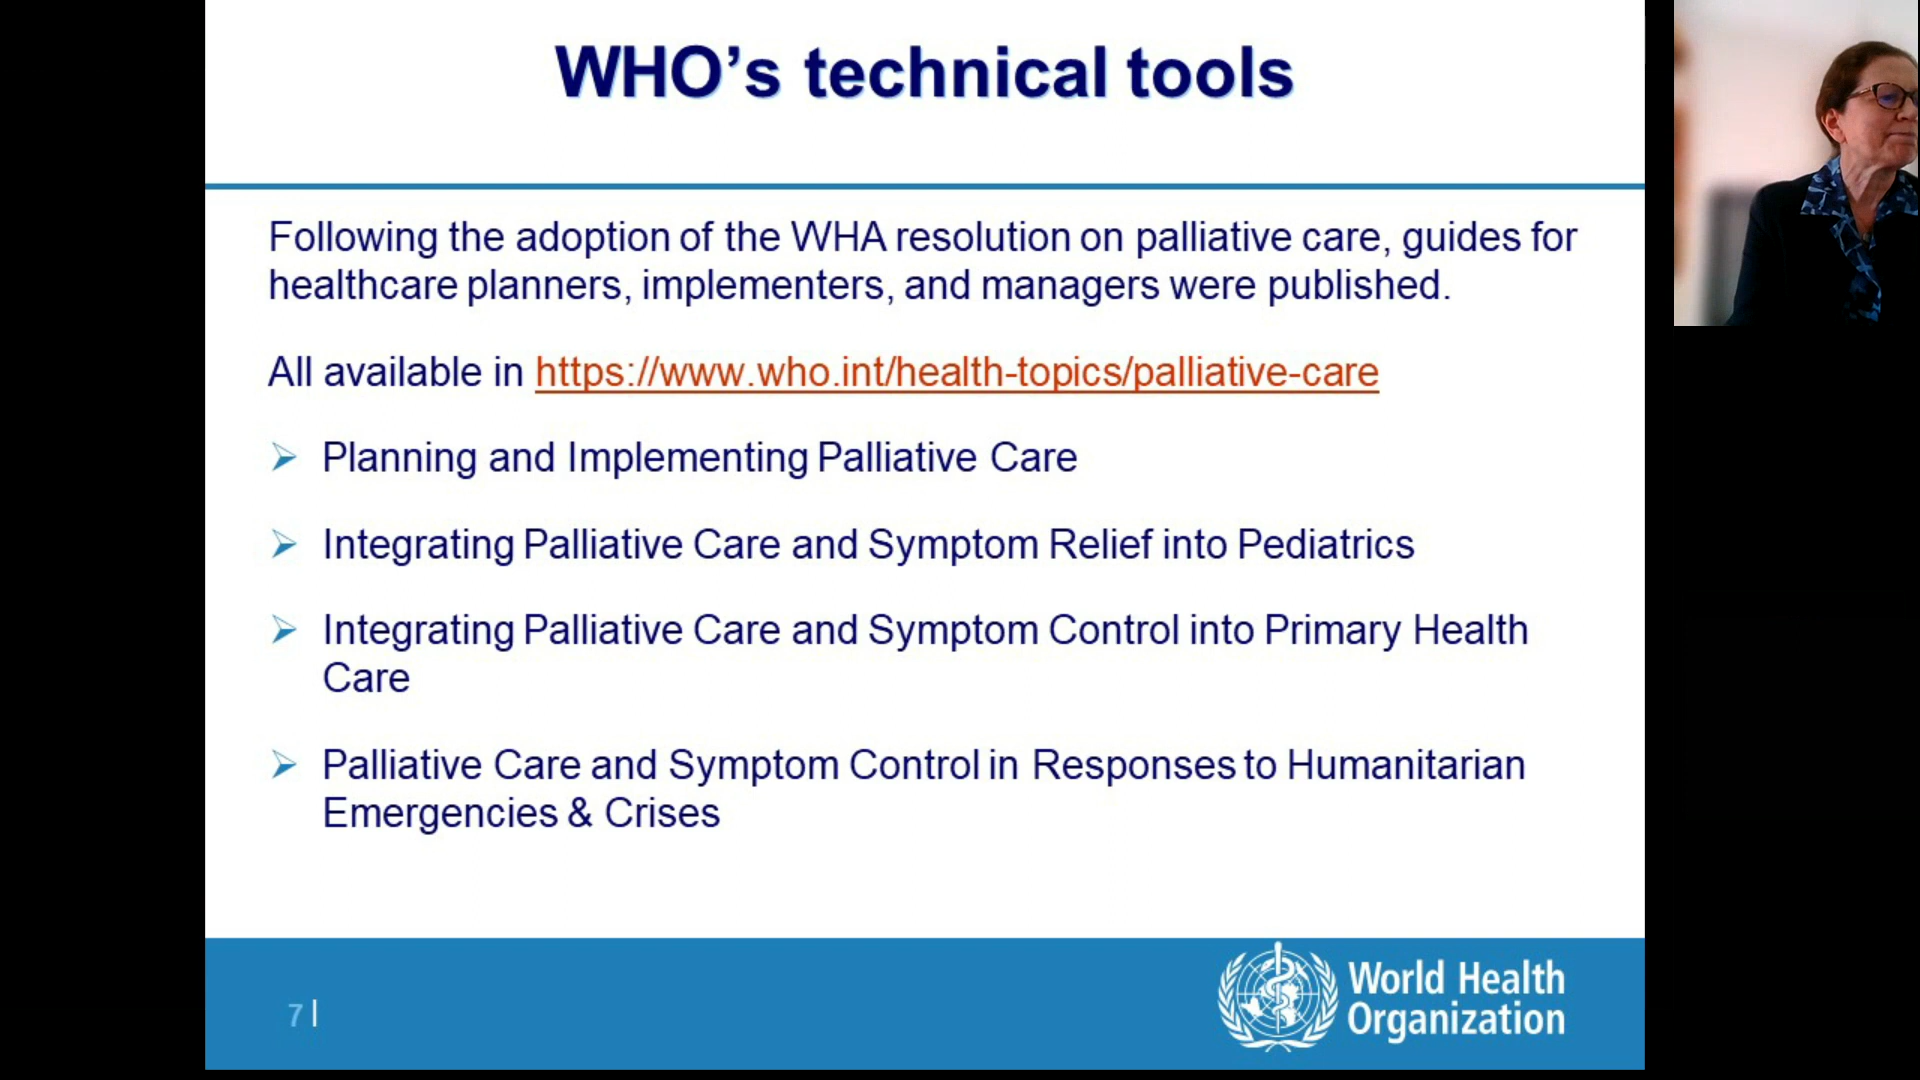 WHO’s technical tools
Following the adoption of the WHA resolution on palliative care, guides for
healthcare planners, implementers, and managers were published.
All available in https://www.who.int/health-topics/palliative-care
➢ Planning and Implementing Palliative Care
➢ Integrating Palliative Care and Symptom Relief into Pediatrics
➢ Integrating Palliative Care and Symptom Control into Primary Health
Care
➢ Palliative Care and Symptom Control in Responses to Humanitarian
Emergencies & Crises
7 |
World Health
Organization